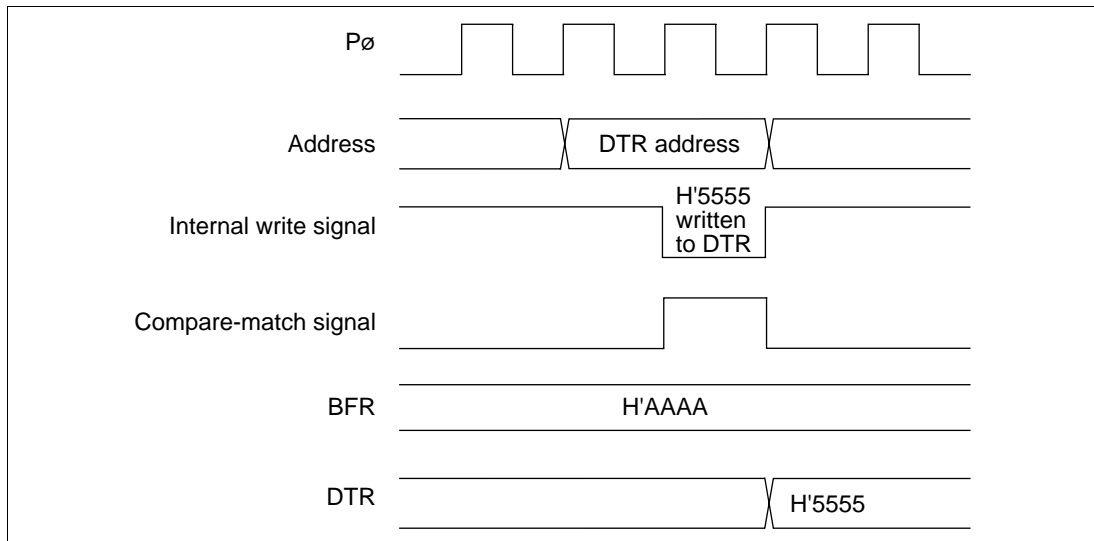 Pø
Address
DTR address
Internal write signal
H'5555
written
to DTR
Compare-match signal
BFR
H'AAAA
DTR
H'5555